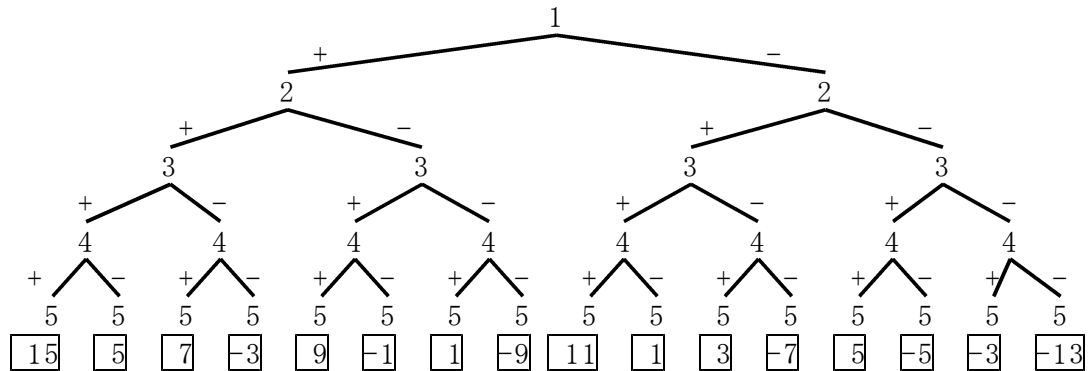 1
+ −
2 2
+ − + −
3 3 3 3
+ − + − + − + −
4 4 4 4 4 4 4 4
+ − + − + − + − + − + − + − + −
5 5 5 5 5 5 5 5 5 5 5 5 5 5 5 5
15 5 7 −3 9 −1 1 −9 11 1 3 −7 5 −5 −3 −13